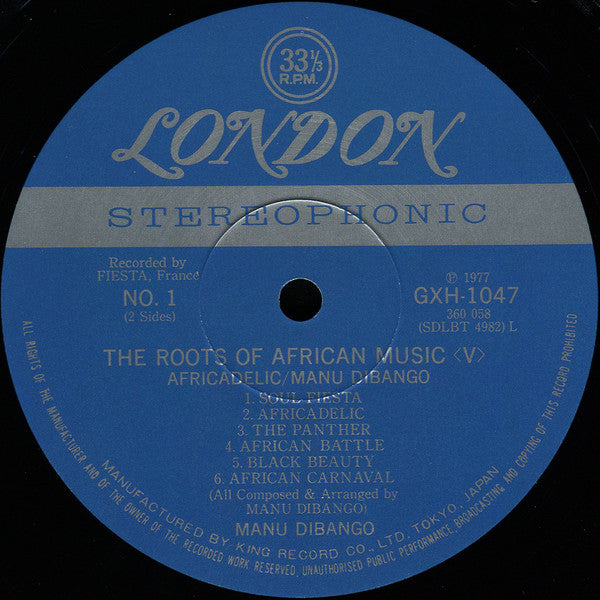 33⅓
R.P.M.
LONDON
STEREOPHONIC
Recorded by
FIESTA, France
NO. 1
(2 Sides)
℗ 1977
GXH-1047
360 058
(SDLBT 4982) L
THE ROOTS OF AFRICAN MUSIC <V>
AFRICADELIC/MANU DIBANGO
1. SOUL FIESTA
2. AFRICADELIC
3. THE PANTHER
4. AFRICAN BATTLE
5. BLACK BEAUTY
6. AFRICAN CARNAVAL
(All Composed & Arranged by
MANU DIBANGO)
MANU DIBANGO
MANUFACTURED BY KING RECORD CO., LTD. TOKYO, JAPAN
ALL RIGHTS OF THE MANUFACTURER AND OF THE OWNER OF THE RECORDED WORK RESERVED, UNAUTHORISED PUBLIC PERFORMANCE, BROADCASTING AND COPYING OF THIS RECORD PROHIBITED